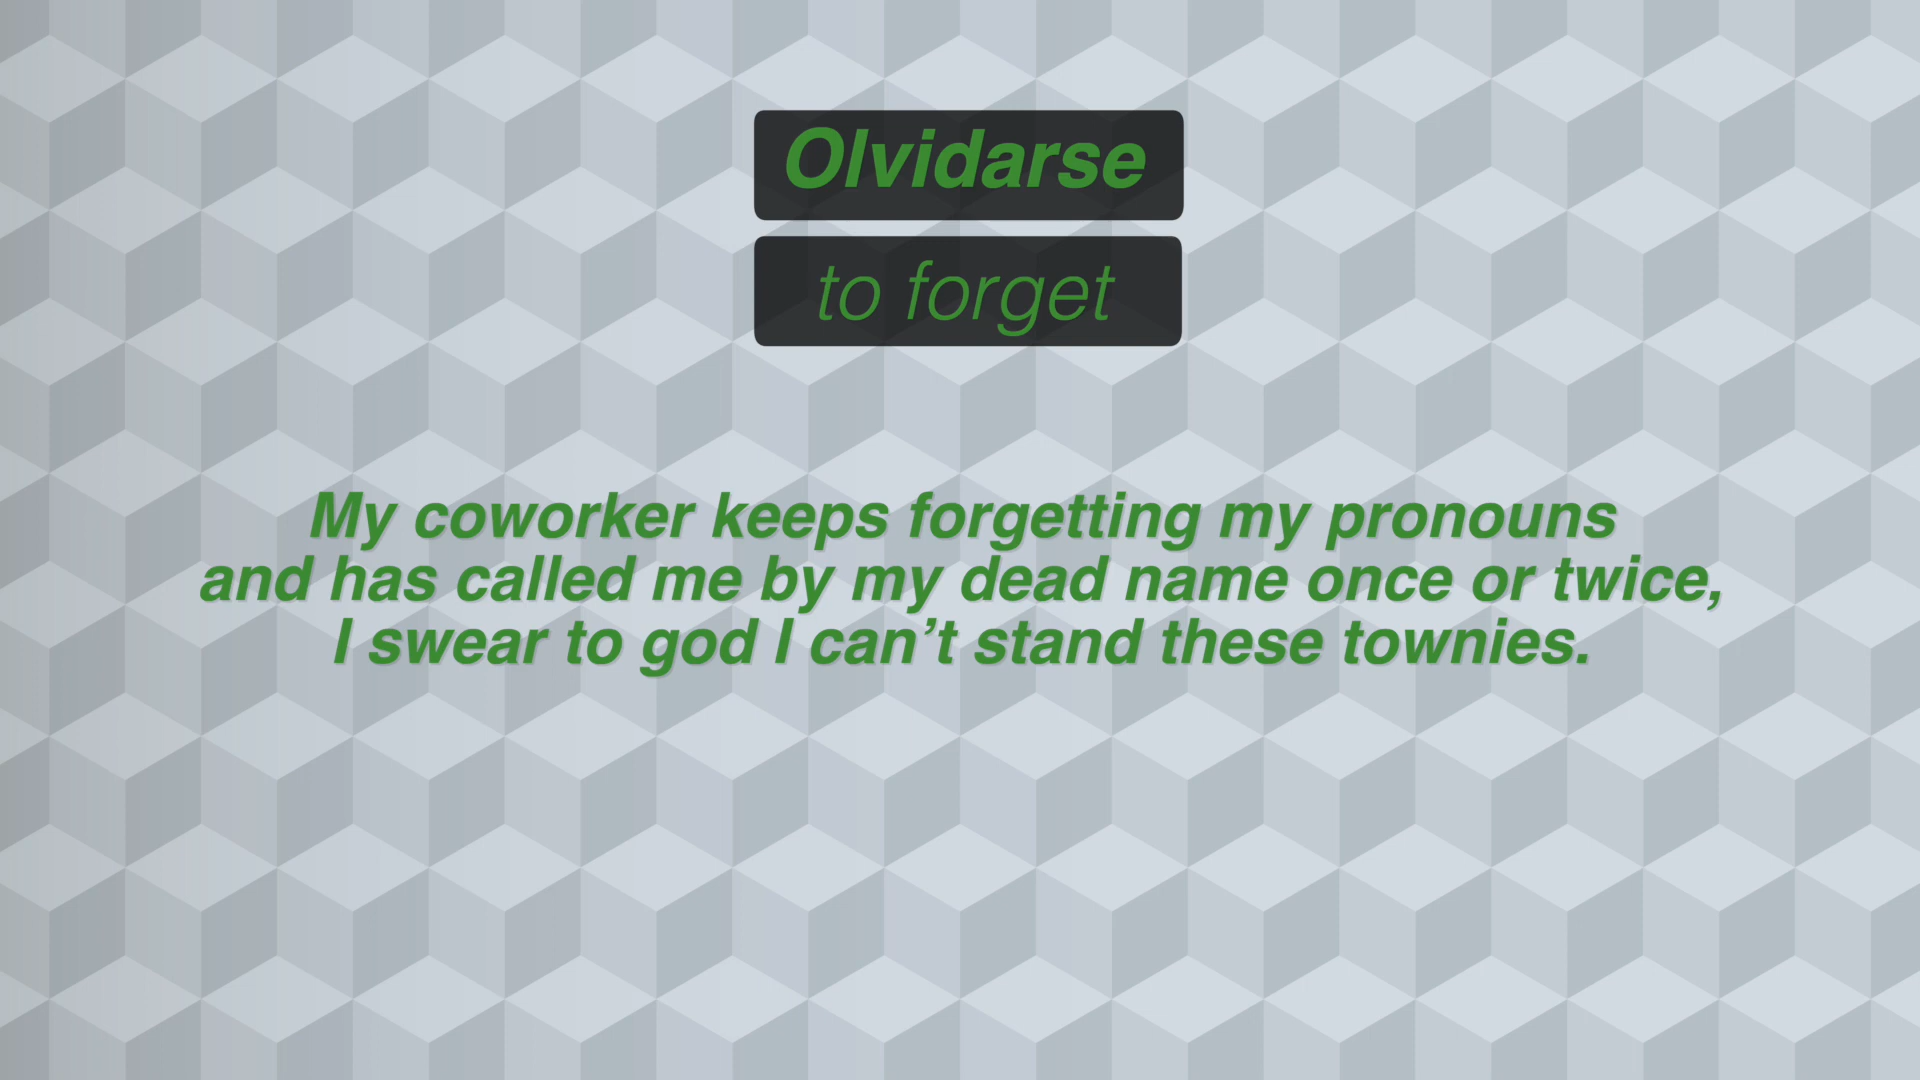 Olvidarse
to forget
My coworker keeps forgetting my pronouns
and has called me by my dead name once or twice,
I swear to god I can’t stand these townies.